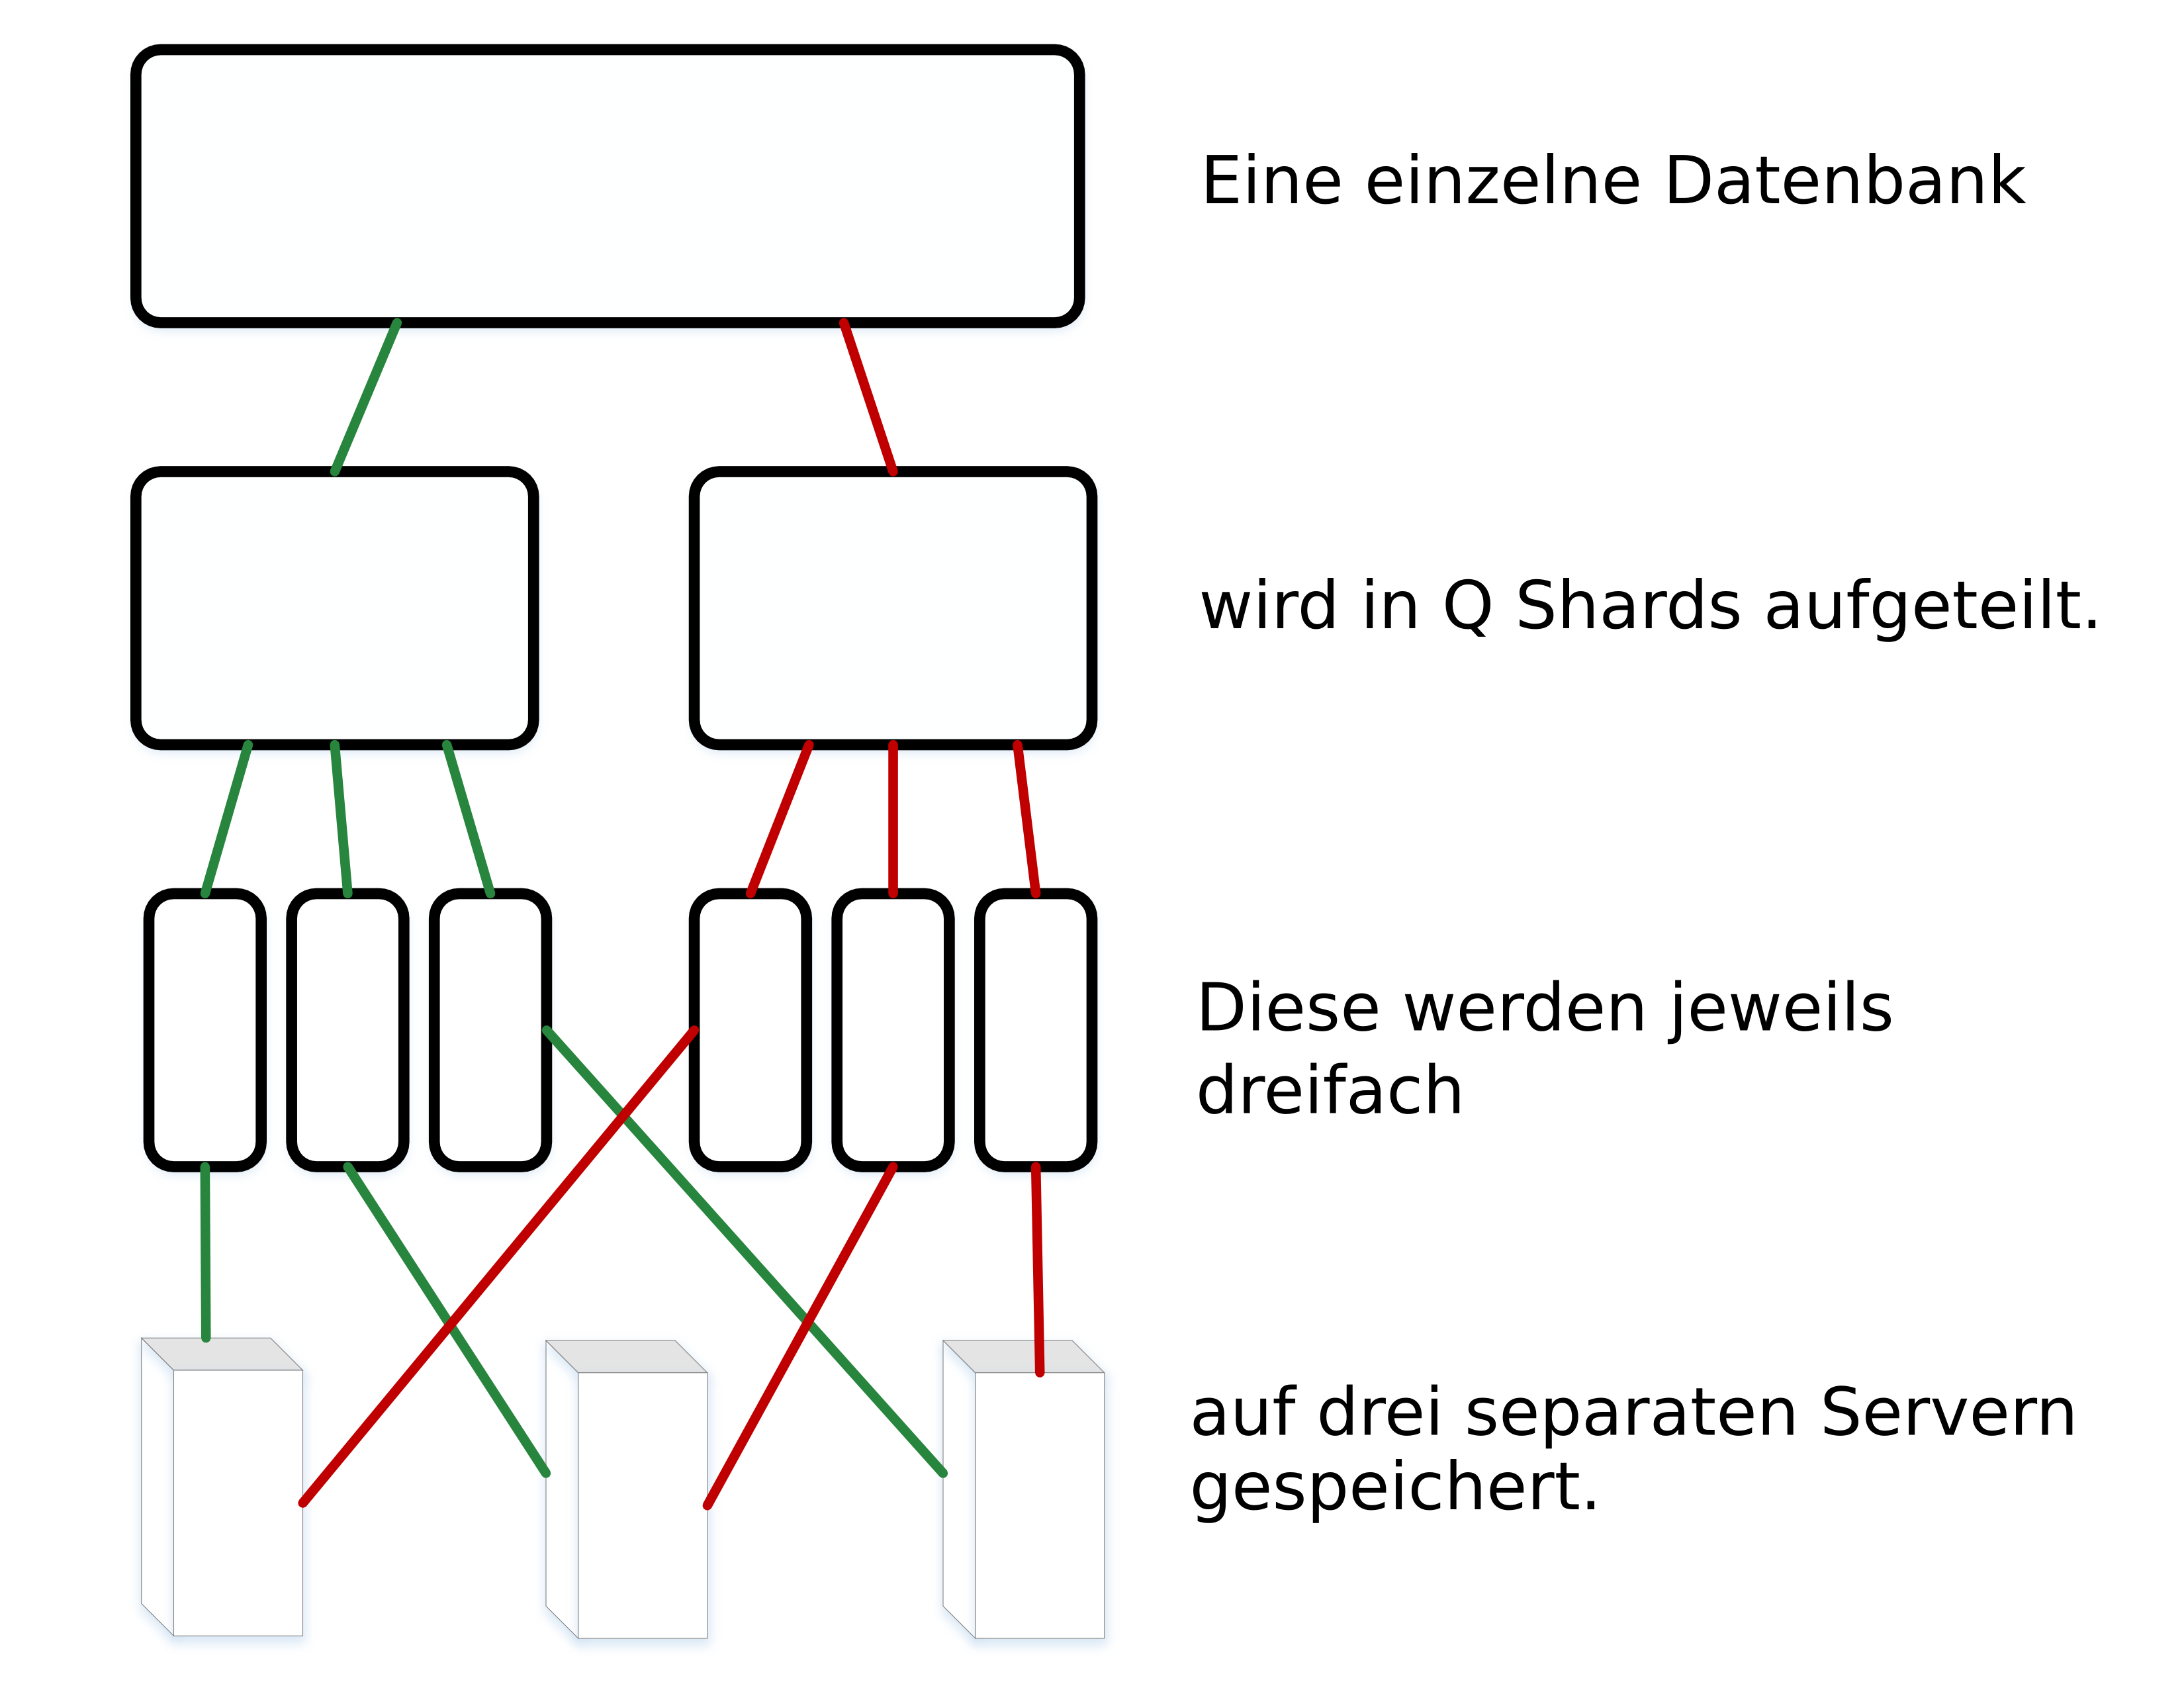 Eine einzelne Datenbank
wird in Q Shards aufgeteilt.
Diese werden jeweils
dreifach
auf drei separaten Servern
gespeichert.